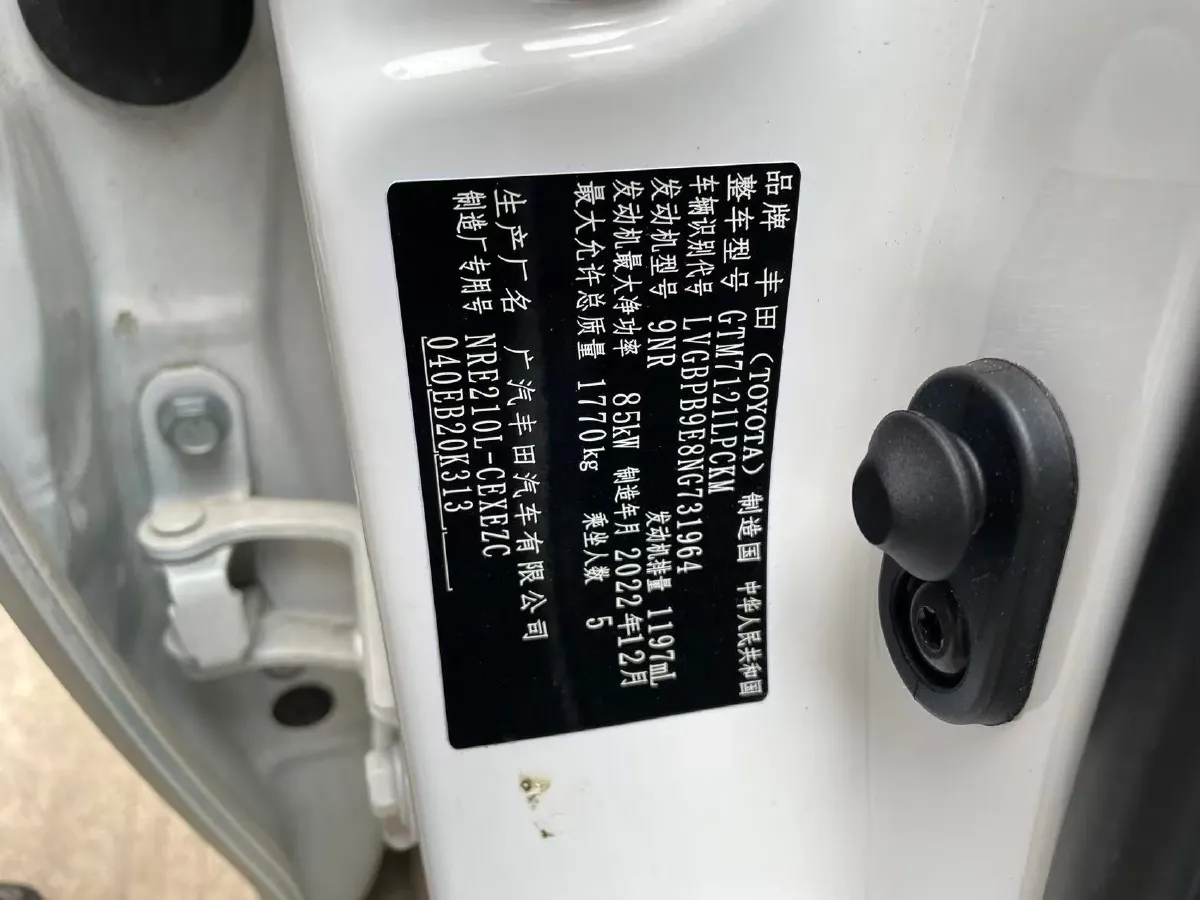 品牌 丰田(TOYOTA) 制造国 中华人民共和国
整车型号 GTM7121LPCKM
车辆识别代号 LVGBPB9E8NG731964
发动机型号 9NR 发动机排量 1197mL
发动机最大净功率 85kW 制造年月 2022年12月
最大允许总质量 1770kg 乘坐人数 5
生产厂名 广汽丰田汽车有限公司
制造厂专用号 NRE210L-CEXEZC
040EB20K313